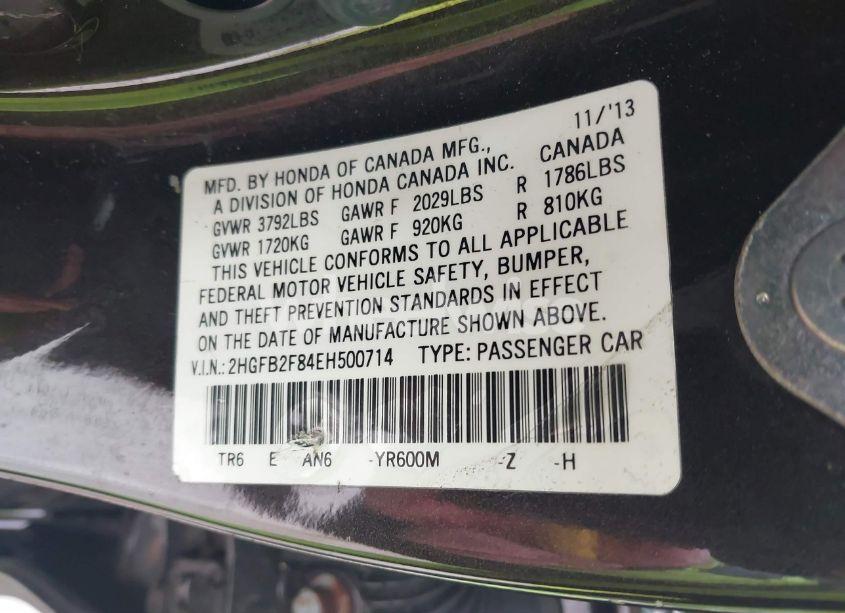 11/'13
MFD. BY HONDA OF CANADA MFG., CANADA
A DIVISION OF HONDA CANADA INC.
GVWR 3792LBS GAWR F 2029LBS R 1786LBS
GVWR 1720KG GAWR F 920KG R 810KG
THIS VEHICLE CONFORMS TO ALL APPLICABLE
FEDERAL MOTOR VEHICLE SAFETY, BUMPER,
AND THEFT PREVENTION STANDARDS IN EFFECT
ON THE DATE OF MANUFACTURE SHOWN ABOVE.
V.I.N.: 2HGFB2F84EH500714 TYPE: PASSENGER CAR
TR6 E AN6 -YR600M -Z -H